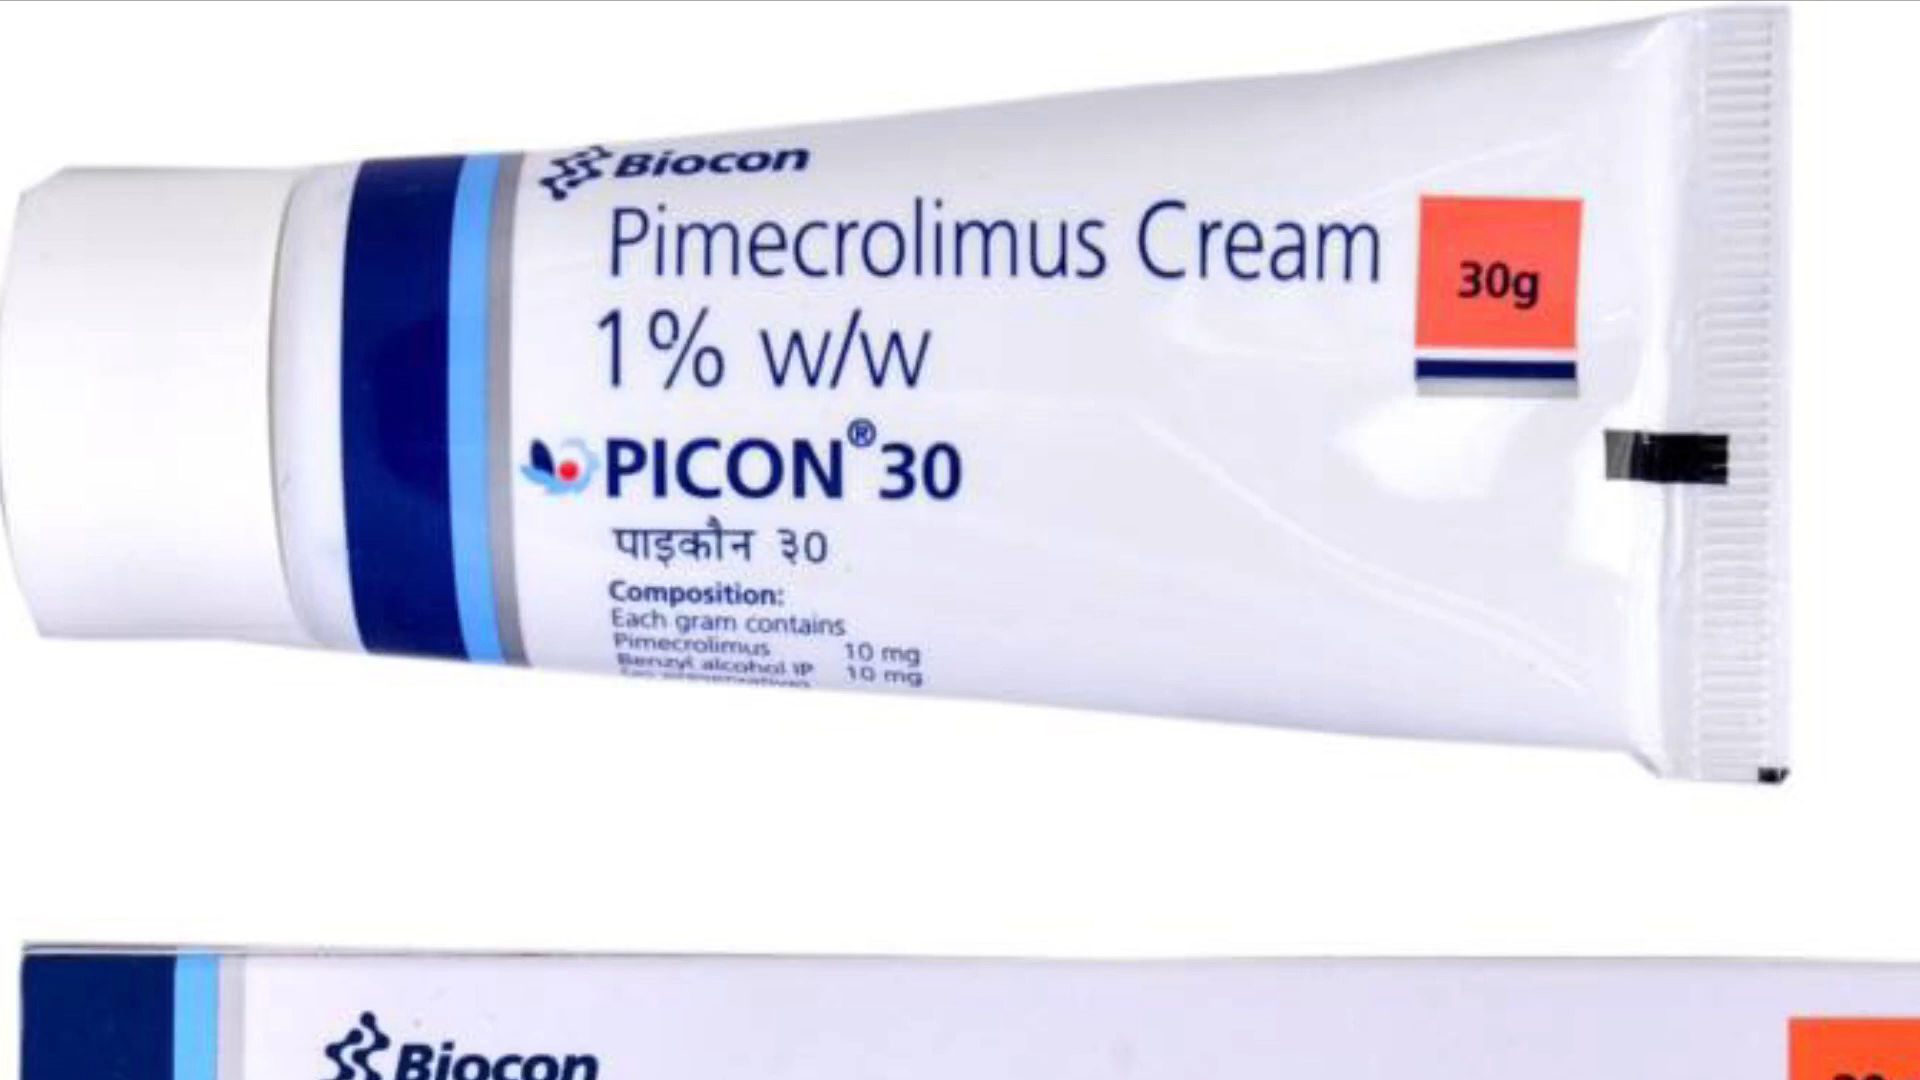 Biocon
Pimecrolimus Cream
1% w/w
30g
PICON® 30
पाइकौन ३०
Composition:
Each gram contains
Pimecrolimus 10 mg
Benzyl alcohol IP 10 mg
Biocon